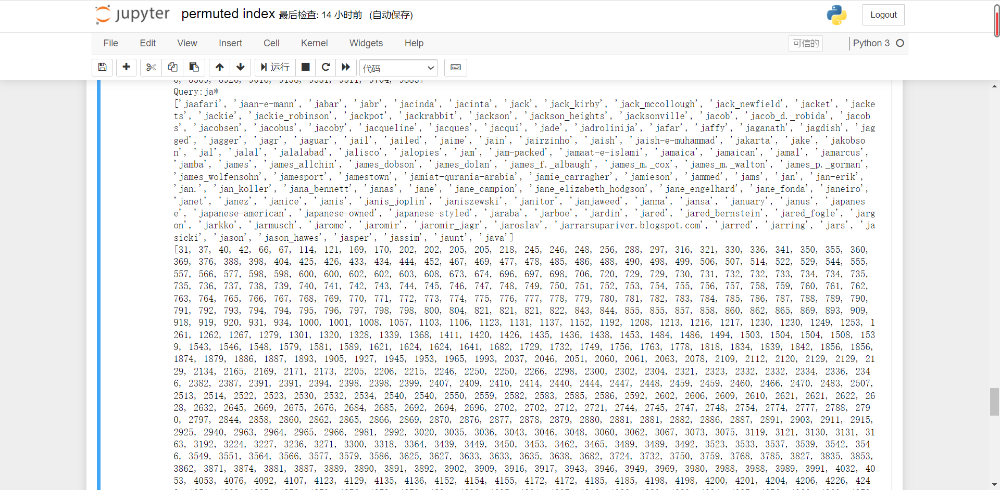 jupyter permuted index 最后检查: 14 小时前 (自动保存) Logout
File Edit View Insert Cell Kernel Widgets Help 可信的 Python 3
运行 代码
Query:ja*
['jaafari', 'jaan-e-mann', 'jabar', 'jabr', 'jacinda', 'jacinta', 'jack', 'jack_kirby', 'jack_mccollough', 'jack_newfield', 'jacket', 'jacke
ts', 'jackie', 'jackie_robinson', 'jackpot', 'jackrabbit', 'jackson', 'jackson_heights', 'jacksonville', 'jacob', 'jacob_d._robida', 'jacob
s', 'jacobsen', 'jacobus', 'jacoby', 'jacqueline', 'jacques', 'jacqui', 'jade', 'jadrolinija', 'jafar', 'jaffy', 'jaganath', 'jagdish', 'jag
ged', 'jagger', 'jagr', 'jaguar', 'jail', 'jailed', 'jaime', 'jain', 'jairzinho', 'jaish', 'jaish-e-muhammad', 'jakarta', 'jake', 'jakobso
n', 'jal', 'jalal', 'jalalabad', 'jalisco', 'jalopies', 'jam', 'jam-packed', 'jamaat-e-islami', 'jamaica', 'jamaican', 'jamal', 'jamarcus',
'jamba', 'james', 'james_allchin', 'james_dobson', 'james_dolan', 'james_f._albaugh', 'james_m._cox', 'james_m._walton', 'james_p._gorman',
'james_wolfensohn', 'jamesport', 'jamestown', 'jamiat-qurania-arabia', 'jamie_carragher', 'jamieson', 'jammed', 'jams', 'jan', 'jan-erik',
'jan.', 'jan_koller', 'jana_bennett', 'janas', 'jane', 'jane_campion', 'jane_elizabeth_hodgson', 'jane_engelhard', 'jane_fonda', 'janeiro',
'janet', 'janez', 'janice', 'janis', 'janis_joplin', 'janiszewski', 'janitor', 'janjaweed', 'janna', 'jansa', 'january', 'janus', 'japanes
e', 'japanese-american', 'japanese-owned', 'japanese-styled', 'jaraba', 'jarboe', 'jardin', 'jared', 'jared_bernstein', 'jared_fogle', 'jarg
on', 'jarkko', 'jarmusch', 'jarome', 'jaromir', 'jaromir_jagr', 'jaroslav', 'jarrarsupariver.blogspot.com', 'jarred', 'jarring', 'jars', 'ja
sicki', 'jason', 'jason_hawes', 'jasper', 'jassim', 'jaunt', 'java']
[31, 37, 40, 42, 66, 67, 114, 121, 169, 170, 202, 202, 205, 205, 218, 245, 246, 248, 256, 288, 297, 316, 321, 330, 336, 341, 350, 355, 360,
369, 376, 388, 398, 404, 425, 426, 433, 434, 444, 452, 467, 469, 477, 478, 485, 486, 488, 490, 498, 499, 506, 507, 514, 522, 529, 544, 555,
557, 566, 577, 598, 598, 600, 600, 602, 602, 603, 608, 673, 674, 696, 697, 698, 706, 720, 729, 729, 730, 731, 732, 732, 733, 734, 734, 735,
735, 736, 737, 738, 739, 740, 741, 742, 743, 744, 745, 746, 747, 748, 749, 750, 751, 752, 753, 754, 755, 756, 757, 758, 759, 760, 761, 762,
763, 764, 765, 766, 767, 768, 769, 770, 771, 772, 773, 774, 775, 776, 777, 778, 779, 780, 781, 782, 783, 784, 785, 786, 787, 788, 789, 790,
791, 792, 793, 794, 794, 795, 796, 797, 798, 798, 800, 804, 821, 821, 821, 822, 843, 844, 855, 855, 857, 858, 860, 862, 865, 869, 893, 909,
918, 919, 920, 931, 934, 1000, 1001, 1008, 1057, 1103, 1106, 1123, 1131, 1137, 1152, 1192, 1208, 1213, 1216, 1217, 1230, 1230, 1249, 1253, 1
261, 1262, 1267, 1279, 1301, 1320, 1328, 1339, 1368, 1411, 1420, 1426, 1435, 1436, 1438, 1453, 1484, 1486, 1494, 1503, 1504, 1504, 1508, 153
9, 1543, 1546, 1548, 1579, 1581, 1589, 1621, 1624, 1624, 1641, 1682, 1729, 1732, 1749, 1756, 1763, 1778, 1818, 1834, 1839, 1842, 1856, 1856,
1874, 1879, 1886, 1887, 1893, 1905, 1927, 1945, 1953, 1965, 1993, 2037, 2046, 2051, 2060, 2061, 2063, 2078, 2109, 2112, 2120, 2129, 2129, 21
29, 2134, 2165, 2169, 2171, 2173, 2205, 2206, 2215, 2246, 2250, 2250, 2266, 2298, 2300, 2302, 2304, 2321, 2323, 2332, 2332, 2334, 2336, 234
6, 2382, 2387, 2391, 2391, 2394, 2398, 2398, 2399, 2407, 2409, 2410, 2414, 2440, 2444, 2447, 2448, 2459, 2459, 2460, 2466, 2470, 2483, 2507,
2513, 2514, 2522, 2523, 2530, 2532, 2534, 2540, 2540, 2550, 2559, 2582, 2583, 2585, 2586, 2592, 2602, 2606, 2609, 2610, 2621, 2621, 2622, 26
28, 2632, 2645, 2669, 2675, 2676, 2684, 2685, 2692, 2694, 2696, 2702, 2702, 2712, 2721, 2744, 2745, 2747, 2748, 2754, 2774, 2777, 2788, 279
0, 2797, 2844, 2858, 2860, 2862, 2865, 2866, 2869, 2870, 2876, 2877, 2878, 2879, 2880, 2881, 2881, 2882, 2886, 2887, 2891, 2903, 2911, 2915,
2925, 2940, 2963, 2964, 2965, 2966, 2981, 2992, 3020, 3035, 3036, 3043, 3046, 3048, 3060, 3062, 3067, 3073, 3075, 3119, 3121, 3130, 3131, 31
63, 3192, 3224, 3227, 3236, 3271, 3300, 3318, 3364, 3439, 3449, 3450, 3453, 3462, 3465, 3489, 3489, 3492, 3523, 3533, 3537, 3539, 3542, 354
6, 3549, 3551, 3564, 3566, 3577, 3579, 3586, 3625, 3627, 3633, 3633, 3635, 3638, 3682, 3724, 3732, 3750, 3759, 3768, 3785, 3827, 3835, 3853,
3862, 3871, 3874, 3881, 3887, 3889, 3890, 3891, 3892, 3902, 3909, 3916, 3917, 3943, 3946, 3949, 3969, 3980, 3988, 3988, 3989, 3991, 4032, 40
53, 4053, 4076, 4092, 4107, 4123, 4129, 4135, 4136, 4152, 4154, 4155, 4172, 4172, 4185, 4185, 4198, 4198, 4200, 4201, 4204, 4206, 4226, 424